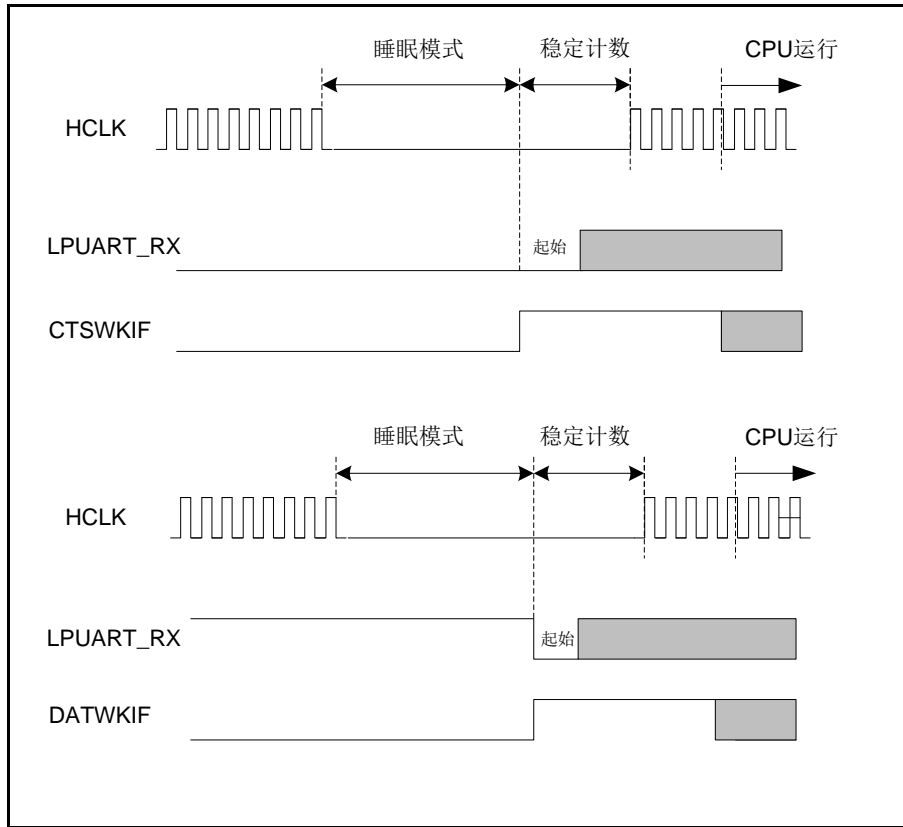 睡眠模式 稳定计数 CPU运行
HCLK
LPUART_RX 起始
CTSWKIF
睡眠模式 稳定计数 CPU运行
HCLK
LPUART_RX 起始
DATWKIF